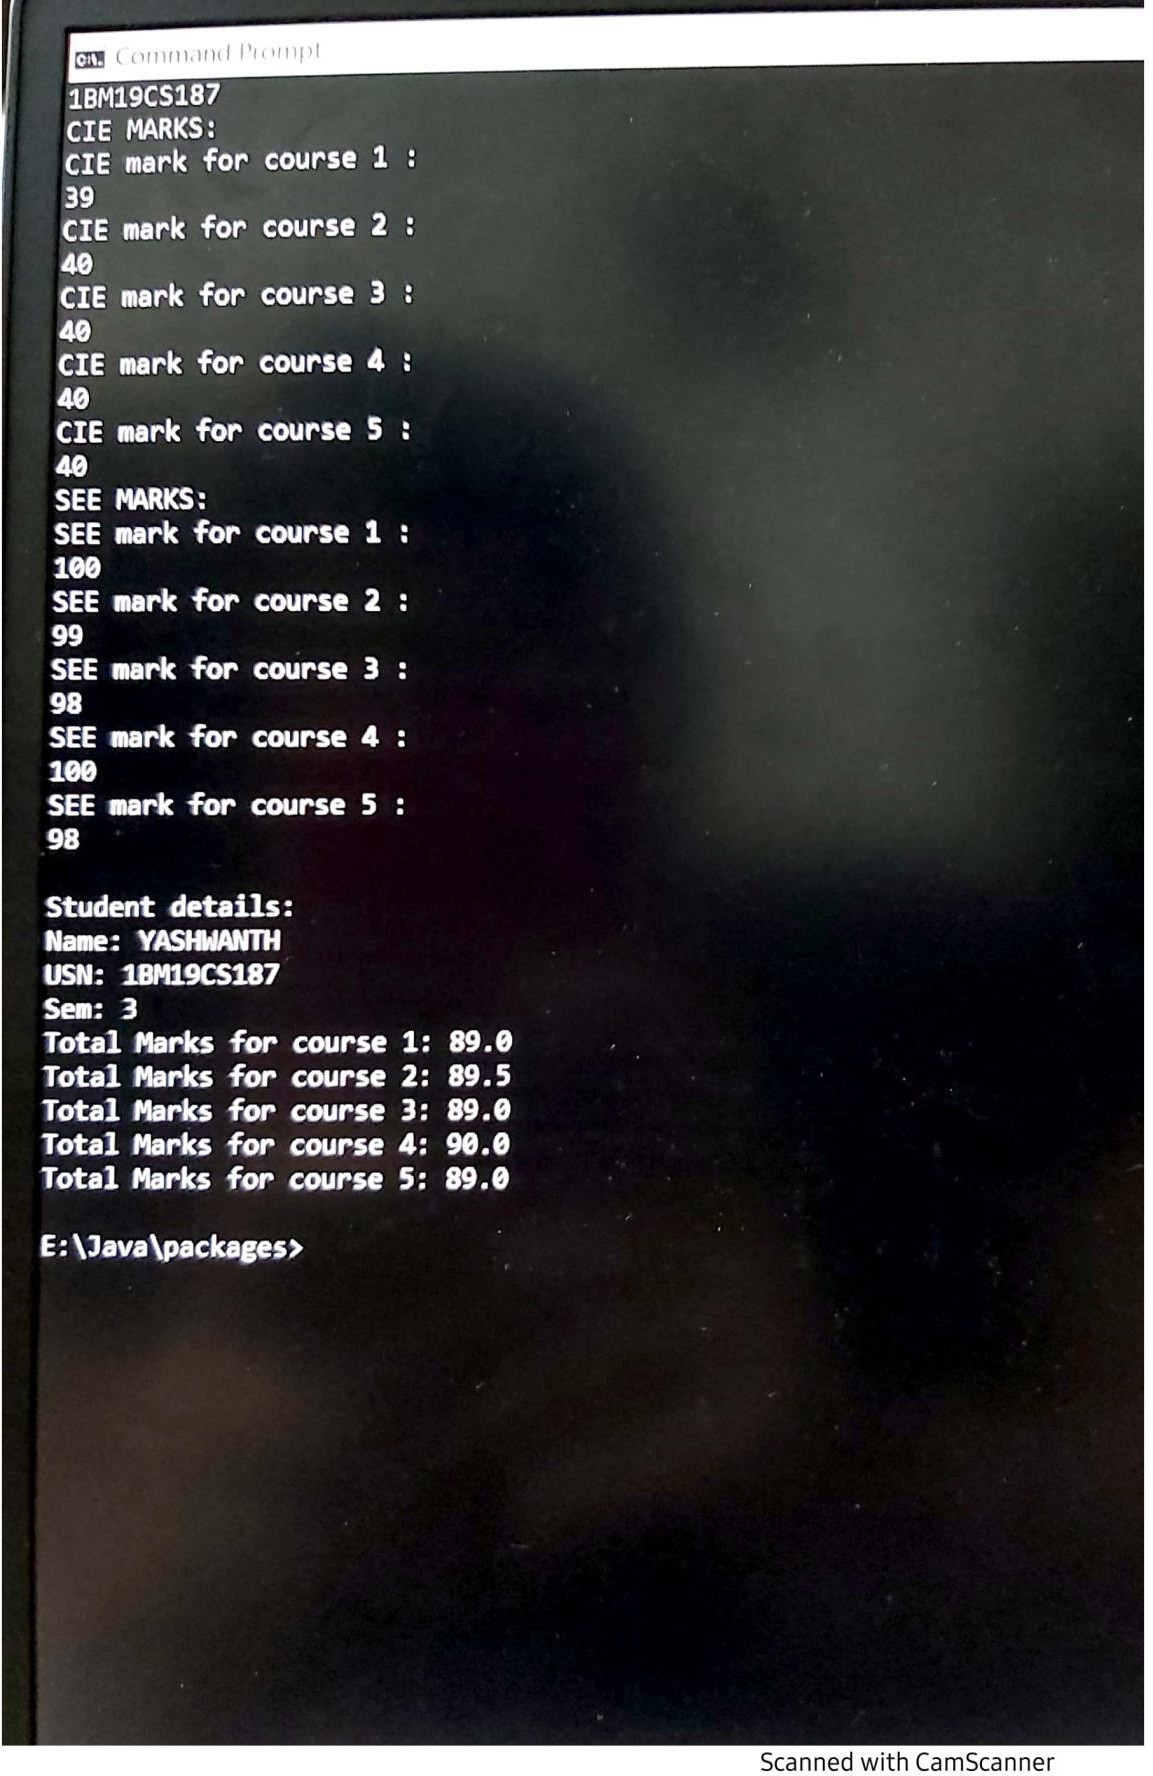 C:\. Command Prompt
1BM19CS187
CIE MARKS:
CIE mark for course 1 :
39
CIE mark for course 2 :
40
CIE mark for course 3 :
40
CIE mark for course 4 :
40
CIE mark for course 5 :
40
SEE MARKS:
SEE mark for course 1 :
100
SEE mark for course 2 :
99
SEE mark for course 3 :
98
SEE mark for course 4 :
100
SEE mark for course 5 :
98
Student details:
Name: YASHWANTH
USN: 1BM19CS187
Sem: 3
Total Marks for course 1: 89.0
Total Marks for course 2: 89.5
Total Marks for course 3: 89.0
Total Marks for course 4: 90.0
Total Marks for course 5: 89.0
E:\Java\packages>
Scanned with CamScanner